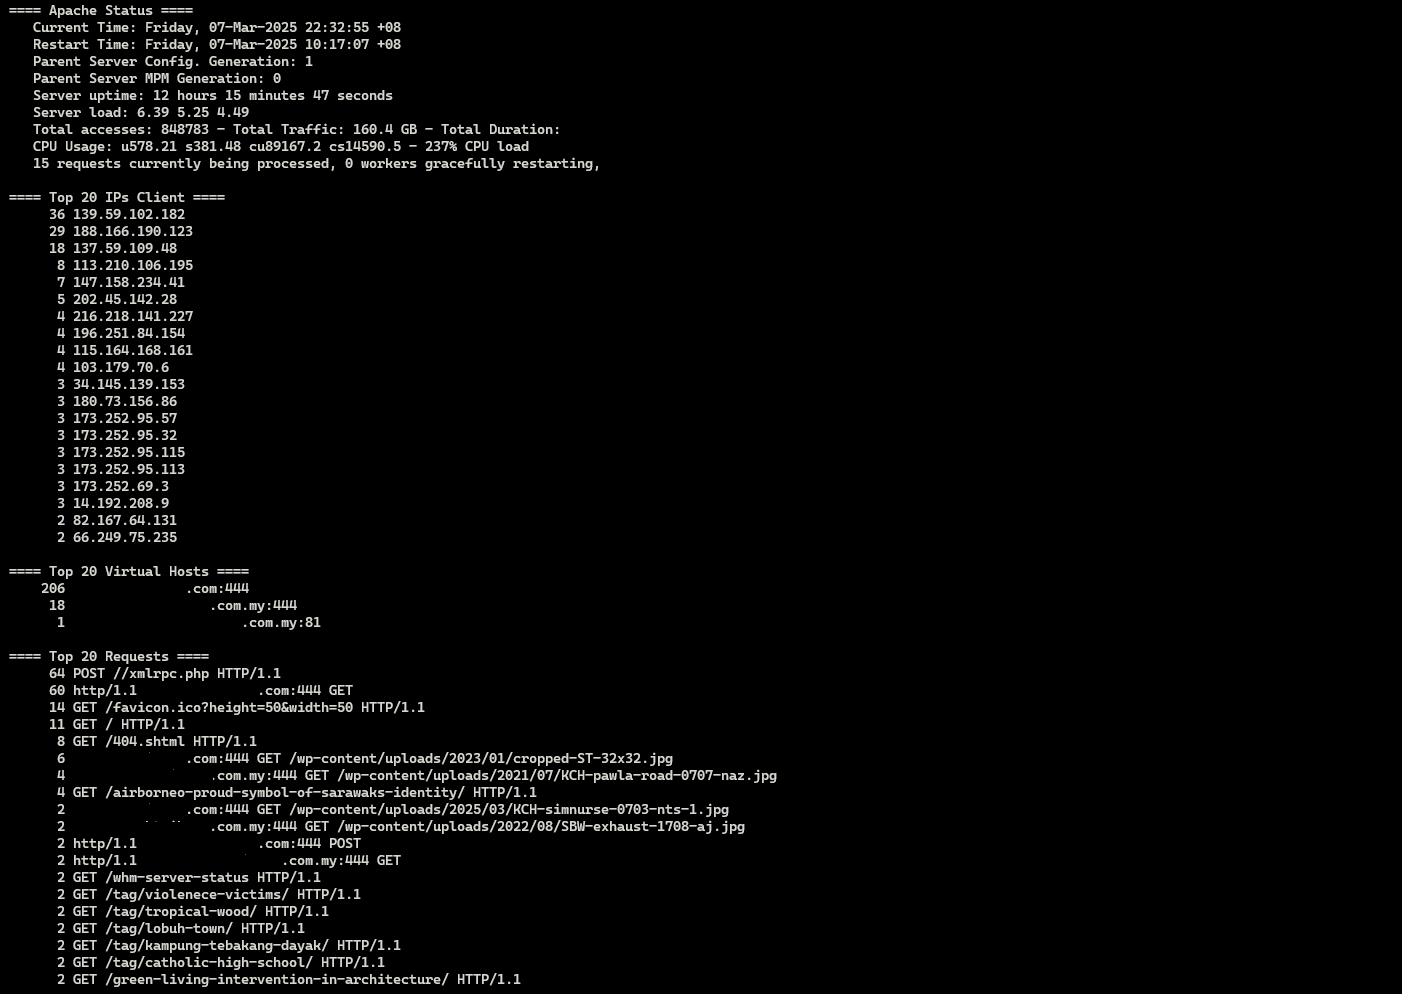 ==== Apache Status ====
Current Time: Friday, 07-Mar-2025 22:32:55 +08
Restart Time: Friday, 07-Mar-2025 10:17:07 +08
Parent Server Config. Generation: 1
Parent Server MPM Generation: 0
Server uptime: 12 hours 15 minutes 47 seconds
Server load: 6.39 5.25 4.49
Total accesses: 848783 - Total Traffic: 160.4 GB - Total Duration:
CPU Usage: u578.21 s381.48 cu89167.2 cs14590.5 - 237% CPU load
15 requests currently being processed, 0 workers gracefully restarting,
==== Top 20 IPs Client ====
36 139.59.102.182
29 188.166.190.123
18 137.59.109.48
8 113.210.106.195
7 147.158.234.41
5 202.45.142.28
4 216.218.141.227
4 196.251.84.154
4 115.164.168.161
4 103.179.70.6
3 34.145.139.153
3 180.73.156.86
3 173.252.95.57
3 173.252.95.32
3 173.252.95.115
3 173.252.95.113
3 173.252.69.3
3 14.192.208.9
2 82.167.64.131
2 66.249.75.235
==== Top 20 Virtual Hosts ====
206 .com:444
18 .com.my:444
1 .com.my:81
==== Top 20 Requests ====
64 POST //xmlrpc.php HTTP/1.1
60 http/1.1 .com:444 GET
14 GET /favicon.ico?height=50&width=50 HTTP/1.1
11 GET / HTTP/1.1
8 GET /404.shtml HTTP/1.1
6 .com:444 GET /wp-content/uploads/2023/01/cropped-ST-32x32.jpg
4 .com.my:444 GET /wp-content/uploads/2021/07/KCH-pawla-road-0707-naz.jpg
4 GET /airborneo-proud-symbol-of-sarawaks-identity/ HTTP/1.1
2 .com:444 GET /wp-content/uploads/2025/03/KCH-simnurse-0703-nts-1.jpg
2 .com.my:444 GET /wp-content/uploads/2022/08/SBW-exhaust-1708-aj.jpg
2 http/1.1 .com:444 POST
2 http/1.1 .com.my:444 GET
2 GET /whm-server-status HTTP/1.1
2 GET /tag/violenece-victims/ HTTP/1.1
2 GET /tag/tropical-wood/ HTTP/1.1
2 GET /tag/lobuh-town/ HTTP/1.1
2 GET /tag/kampung-tebakang-dayak/ HTTP/1.1
2 GET /tag/catholic-high-school/ HTTP/1.1
2 GET /green-living-intervention-in-architecture/ HTTP/1.1